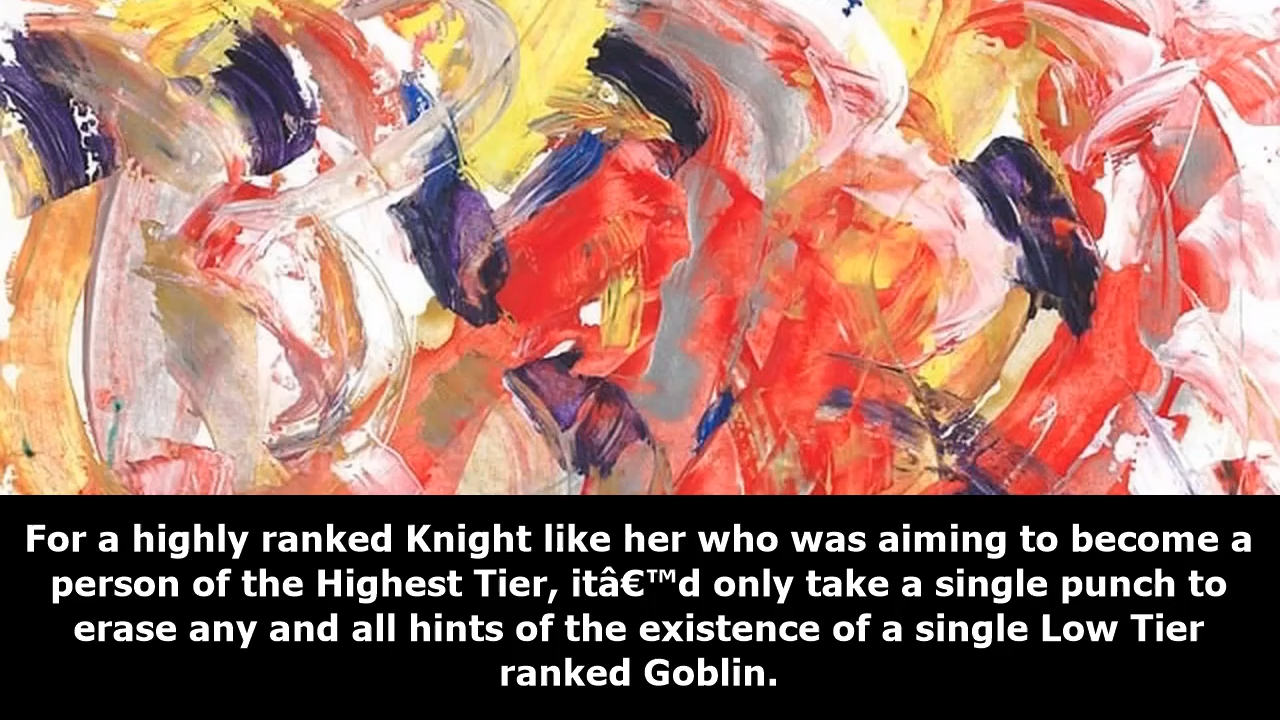 For a highly ranked Knight like her who was aiming to become a
person of the Highest Tier, itâ€™d only take a single punch to
erase any and all hints of the existence of a single Low Tier
ranked Goblin.